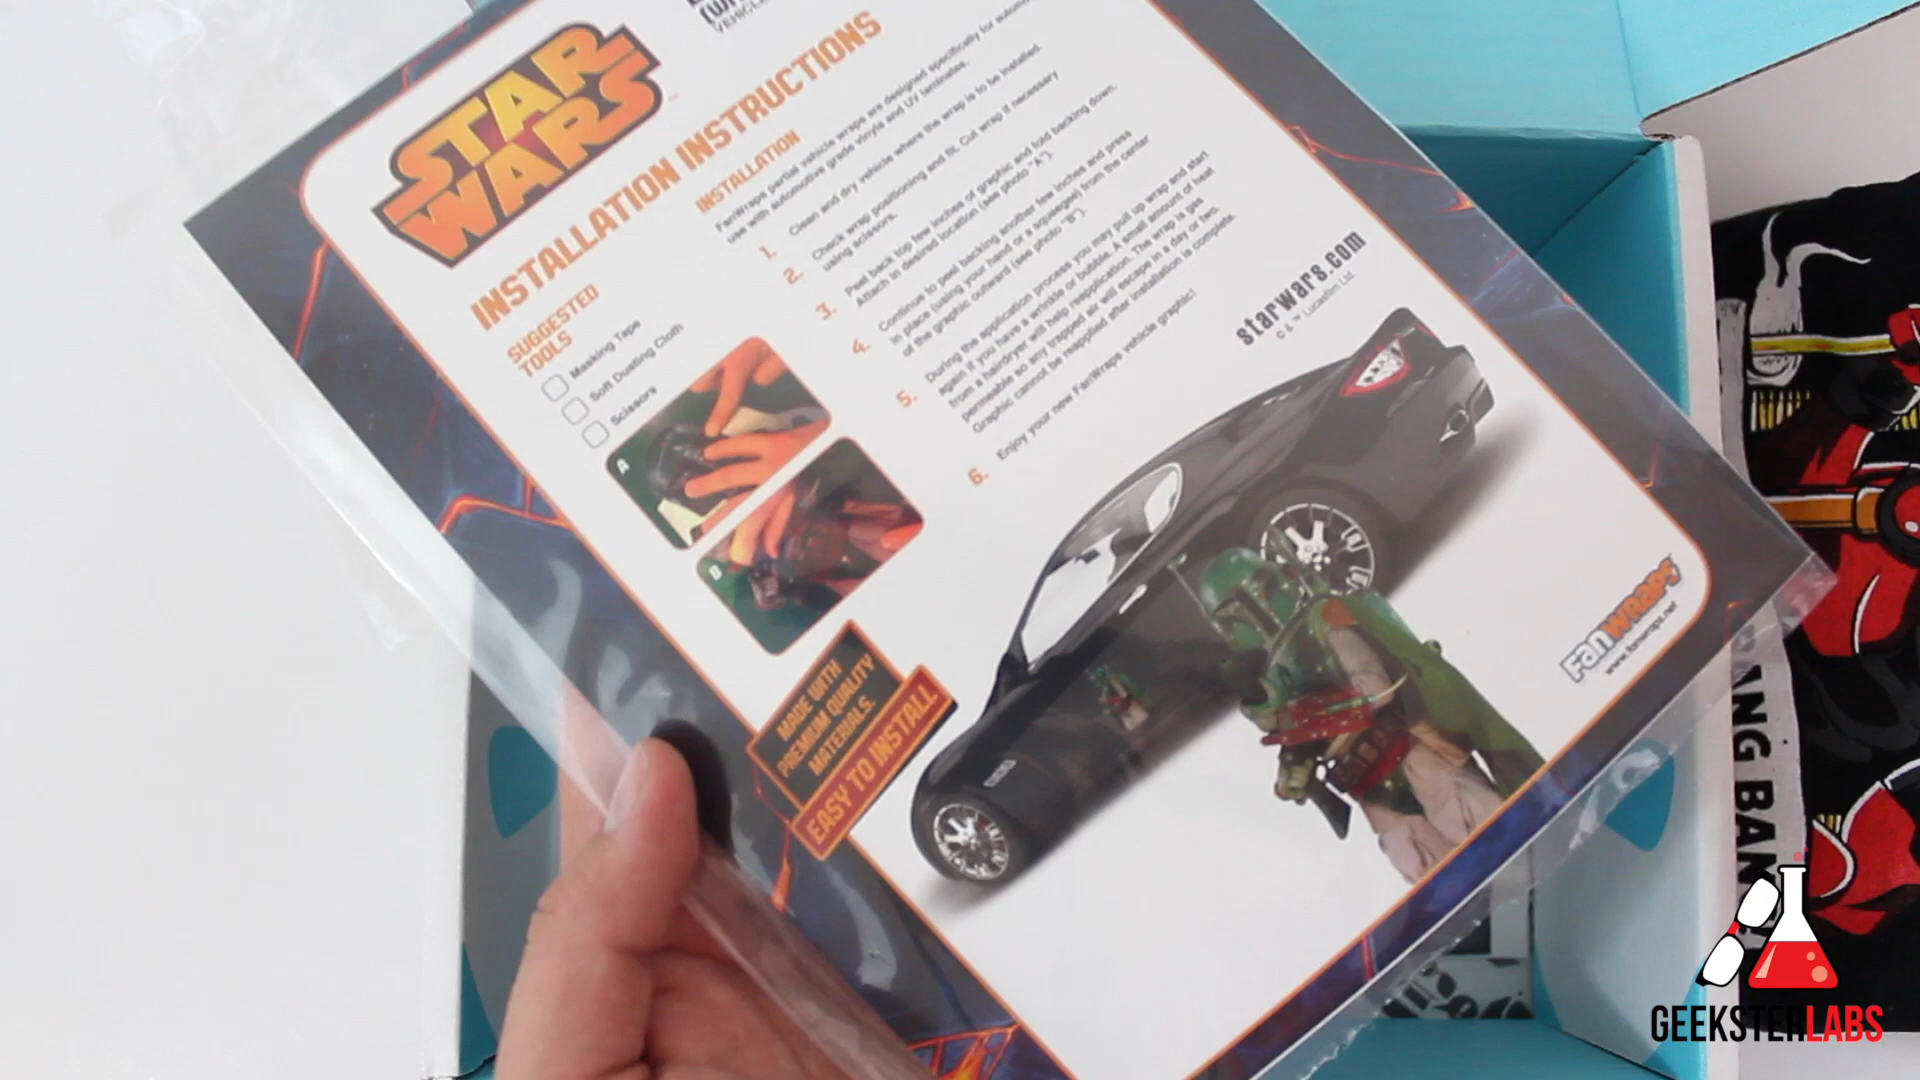 STAR
WARS
VEHICLE
INSTALLATION INSTRUCTIONS
SUGGESTED
TOOLS
Masking Tape
Soft Dusting Cloth
Scissors
INSTALLATION
FanWraps partial vehicle wraps are designed specifically for
use with automotive grade vinyls and UV laminates.
1. Clean and dry vehicle where the wrap is to be installed.
2. Check wrap positioning and fit. Cut wrap if necessary
using scissors.
3. Peel back top few inches of graphic and fold backing down.
Attach in desired location (see photo "A").
4. Continue to peel backing another few inches and press
in place (using your hand or a squeegee) from the center
of the graphic outward (see photo "B").
5. During the application process you may pull up wrap and start
again if you have a wrinkle or bubble. A small amount of heat
from a hairdryer will help reapplication. The wrap is gas
permeable so any trapped air will escape in a day or two.
Graphic cannot be reapplied after installation is complete.
6. Enjoy your new FanWraps vehicle graphic!
A
B
starwars.com
© & ™ Lucasfilm Ltd.
MADE WITH
PREMIUM QUALITY
MATERIALS.
EASY TO INSTALL
FANWRAPS
www.fanwraps.net
ANG BANG
GEEKSTERLABS